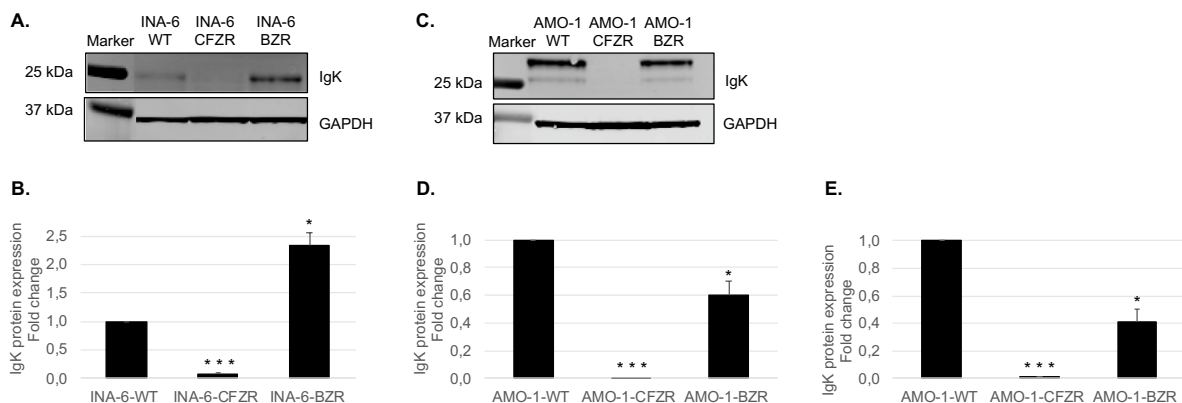 A.
INA-6 INA-6 INA-6
Marker WT CFZR BZR
25 kDa
IgK
37 kDa
GAPDH
C.
AMO-1 AMO-1 AMO-1
Marker WT CFZR BZR
25 kDa
IgK
37 kDa
GAPDH
B.
IgK protein expression
Fold change
2,5
2,0
1,5
1,0
0,5
0,0
*
* * *
INA-6-WT INA-6-CFZR INA-6-BZR
D.
IgK protein expression
Fold change
1,0
0,8
0,6
0,4
0,2
0,0
*
* * *
AMO-1-WT AMO-1-CFZR AMO-1-BZR
E.
IgK protein expression
Fold change
1,0
0,8
0,6
0,4
0,2
0,0
*
* * *
AMO-1-WT AMO-1-CFZR AMO-1-BZR